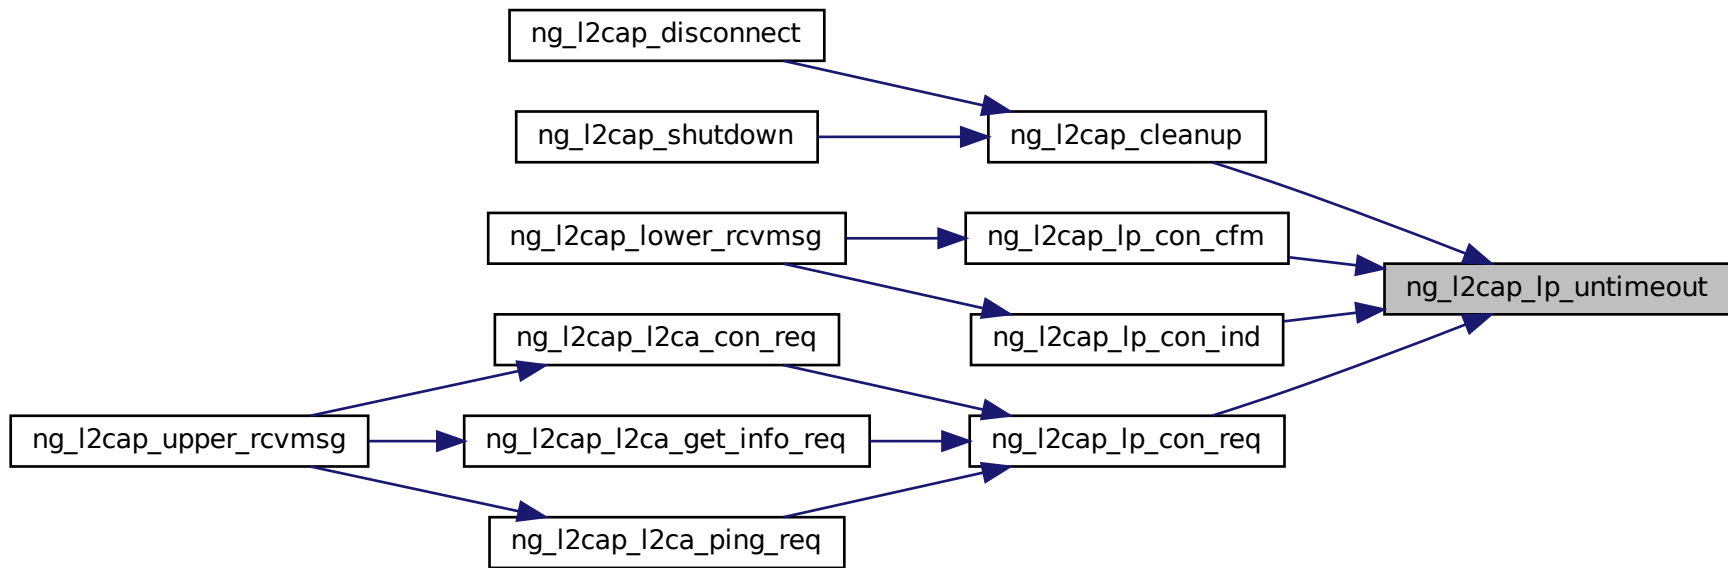 ng_l2cap_disconnect
ng_l2cap_shutdown
ng_l2cap_cleanup
ng_l2cap_lower_rcvmsg
ng_l2cap_lp_con_cfm
ng_l2cap_lp_untimeout
ng_l2cap_l2ca_con_req
ng_l2cap_lp_con_ind
ng_l2cap_upper_rcvmsg
ng_l2cap_l2ca_get_info_req
ng_l2cap_lp_con_req
ng_l2cap_l2ca_ping_req